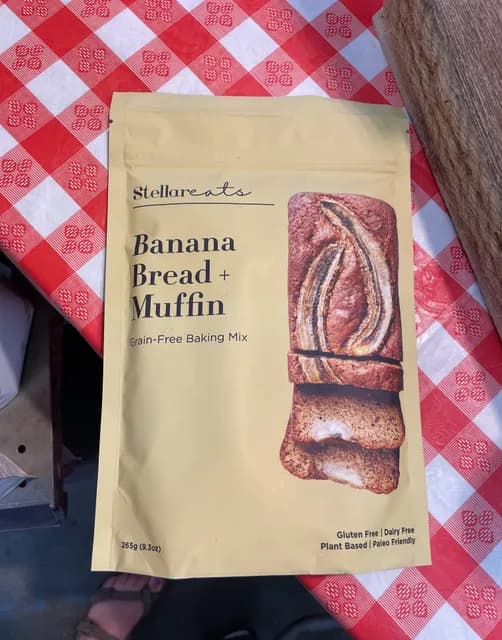 Stellareats
Banana
Bread +
Muffin
Grain-Free Baking Mix
Gluten Free | Dairy Free
Plant Based | Paleo Friendly
265g (9.3oz)